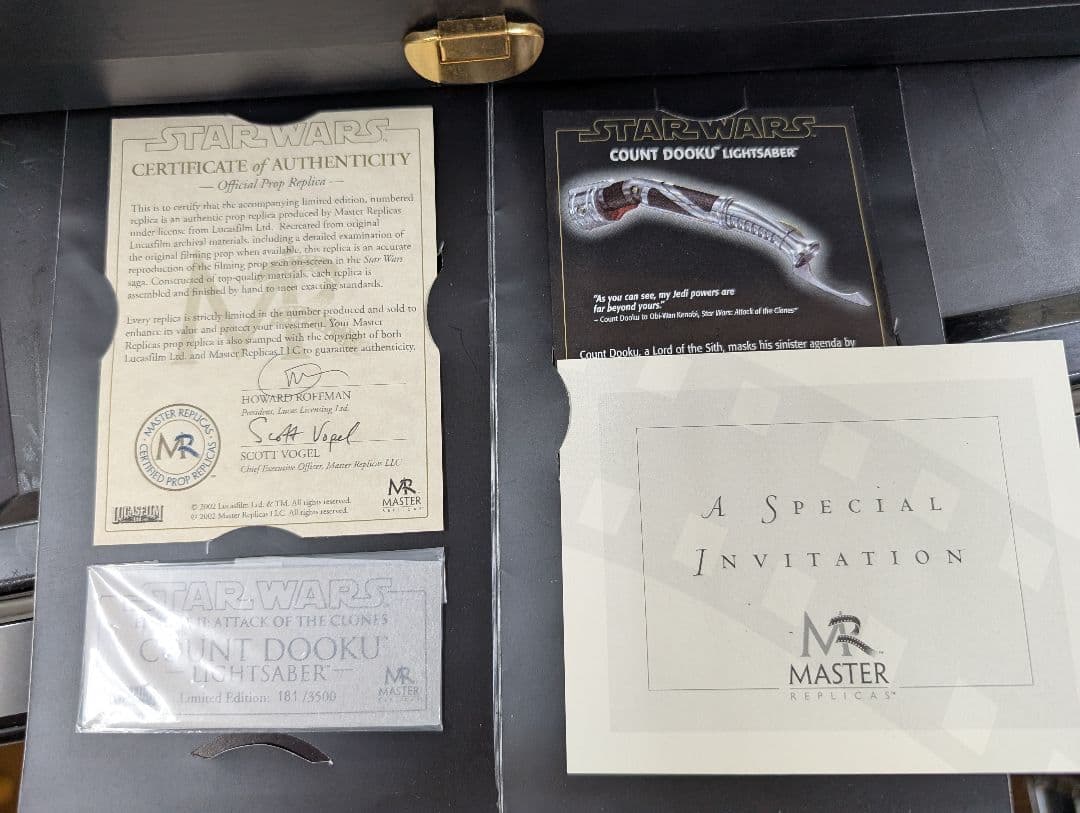 STAR WARS
CERTIFICATE of AUTHENTICITY
— Official Prop Replica —
This is to certify that the accompanying limited edition, numbered
replica is an authentic prop replica produced by Master Replicas
under license from Lucasfilm Ltd. Recreated from original
Lucasfilm archival materials, including a detailed examination of
the original filming prop when available, this replica is an accurate
reproduction of the filming prop seen on-screen in the Star Wars
saga. Constructed of top-quality materials, each replica is
assembled and finished by hand to meet exacting standards.
Every replica is strictly limited in the number produced and sold to
enhance its value and protect your investment. Your Master
Replicas prop replica is also stamped with the copyright of both
Lucasfilm Ltd. and Master Replicas LLC to guarantee authenticity.
HOWARD ROFFMAN
President, Lucas Licensing Ltd.
Scott Vogel
SCOTT VOGEL
Chief Executive Officer, Master Replicas LLC
MASTER REPLICAS
MR
CERTIFIED PROP REPLICAS
LUCASFILM
LTD
© 2002 Lucasfilm Ltd. & TM. All rights reserved.
© 2002 Master Replicas LLC. All rights reserved.
MR
MASTER
REPLICAS
STAR WARS
ATTACK OF THE CLONES
COUNT DOOKU™
LIGHTSABER™
Limited Edition: 181 /3500
MR
MASTER
REPLICAS
STAR WARS
COUNT DOOKU™ LIGHTSABER™
"As you can see, my Jedi powers are
far beyond yours."
– Count Dooku to Obi-Wan Kenobi, Star Wars: Attack of the Clones™
Count Dooku, a Lord of the Sith, masks his sinister agenda by
A SPECIAL
INVITATION
MR™
MASTER
REPLICAS™